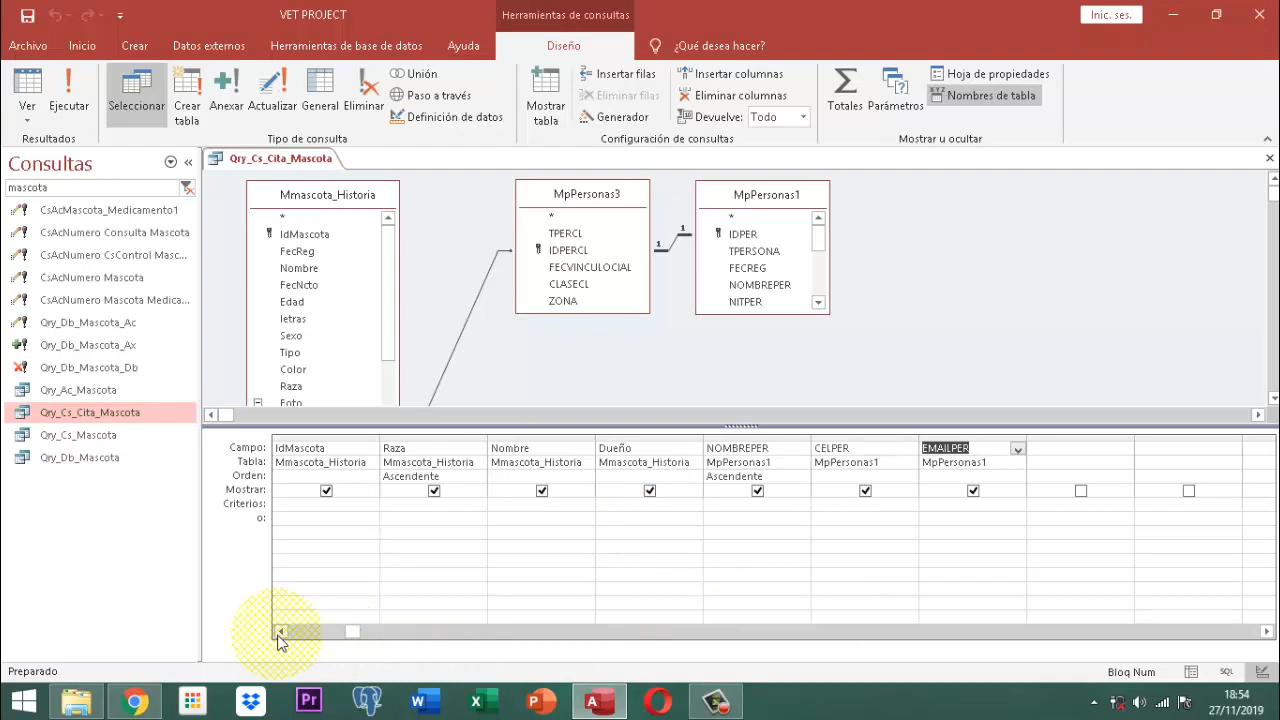 VET PROJECT
Herramientas de consultas
Inic. ses.
Archivo
Inicio
Crear
Datos externos
Herramientas de base de datos
Ayuda
Diseño
¿Qué desea hacer?
Ver
Ejecutar
Seleccionar
Crear tabla
Anexar
Actualizar
General
Eliminar
Unión
Paso a través
Definición de datos
Mostrar tabla
Insertar filas
Eliminar filas
Generador
Insertar columnas
Eliminar columnas
Devuelve: Todo
Totales
Parámetros
Hoja de propiedades
Nombres de tabla
Resultados
Tipo de consulta
Configuración de consultas
Mostrar u ocultar
Consultas
mascota
CsAcMascota_Medicamento1
CsAcNumero Consulta Mascota
CsAcNumero CsControl Masc...
CsAcNumero Mascota
CsAcNumero Mascota Medica...
Qry_Db_Mascota_Ac
Qry_Db_Mascota_Ax
Qry_Db_Mascota_Db
Qry_Ac_Mascota
Qry_Cs_Cita_Mascota
Qry_Cs_Mascota
Qry_Db_Mascota
Qry_Cs_Cita_Mascota
Mmascota_Historia
*
IdMascota
FecReg
Nombre
FecNcto
Edad
letras
Sexo
Tipo
Color
Raza
Foto
MpPersonas3
*
TPERCL
IDPERCL
FECVINCULOCIAL
CLASECL
ZONA
1 1
MpPersonas1
*
IDPER
TPERSONA
FECREG
NOMBREPER
NITPER
Campo: IdMascota Raza Nombre Dueño NOMBREPER CELPER EMAILPER
Tabla: Mmascota_Historia Mmascota_Historia Mmascota_Historia Mmascota_Historia MpPersonas1 MpPersonas1 MpPersonas1
Orden: Ascendente Ascendente
Mostrar:
Criterios:
o:
Preparado
Bloq Num
SQL
Pr
18:54
27/11/2019